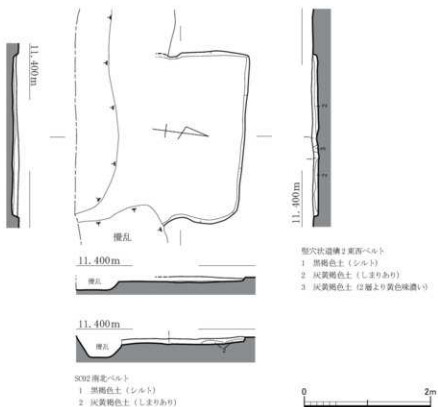 11.400m
11.400m
2
3
2
攪乱
11.400m
攪乱
11.400m
攪乱
竪穴状遺構2東西ベルト
1 黒褐色土（シルト）
2 灰黄褐色土（しまりあり）
3 灰黄褐色土（2層より黄色味濃い）
SC02南北ベルト
1 黒褐色土（シルト）
2 灰黄褐色土（しまりあり）
0 2m